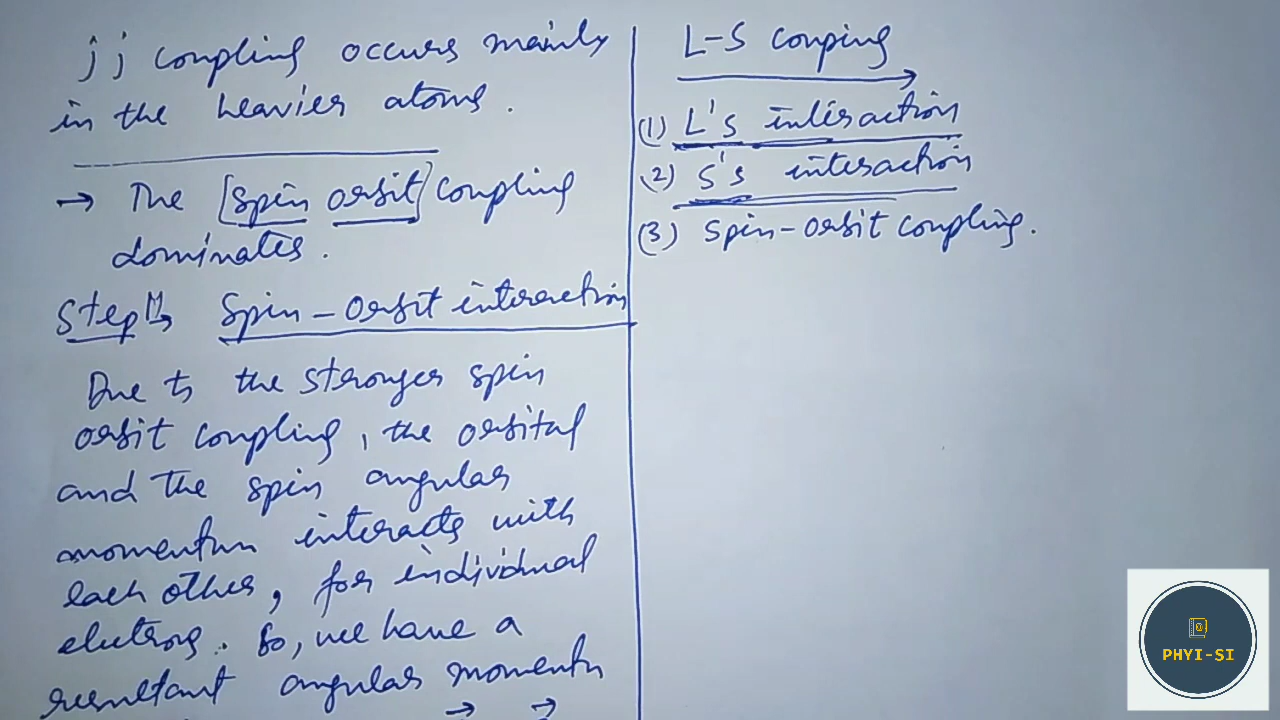 jj coupling occurs mainly
in the heavier atoms.
→ The [spin orbit] coupling
dominates.
Step 1 → Spin - orbit interaction
Due to the stronger spin
orbit coupling, the orbital
and the spin angular
momentum interacts with
each other, for individual
electrons. So, we have a
resultant angular momentm
L-S couping
(1) L's interaction
(2) S's interaction
(3) Spin-orbit coupling.
PHYI-SI